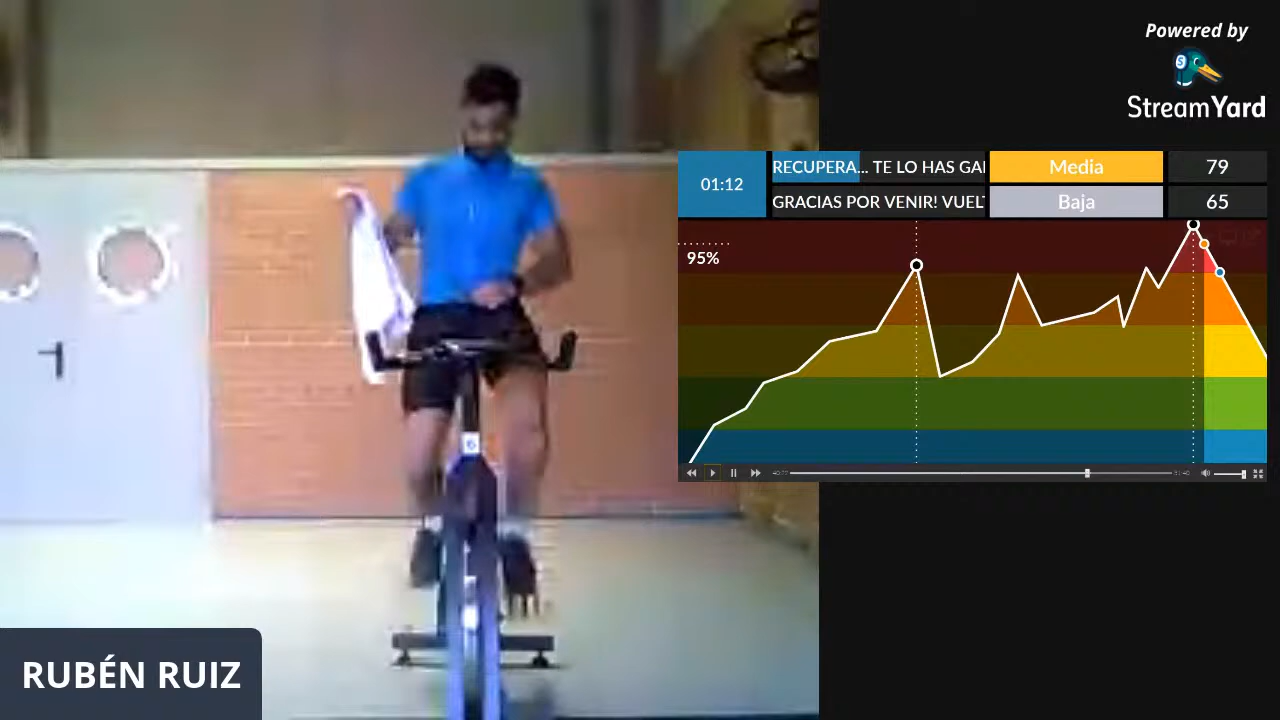 Powered by
StreamYard
01:12
RECUPERA... TE LO HAS GA
Media
79
GRACIAS POR VENIR! VUEL
Baja
65
95%
RUBÉN RUIZ